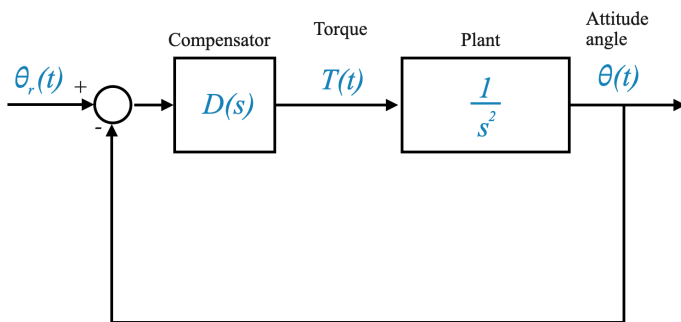 Attitude
angle
Compensator
Torque
Plant
θr(t)
+
-
D(s)
T(t)
1
s²
θ(t)